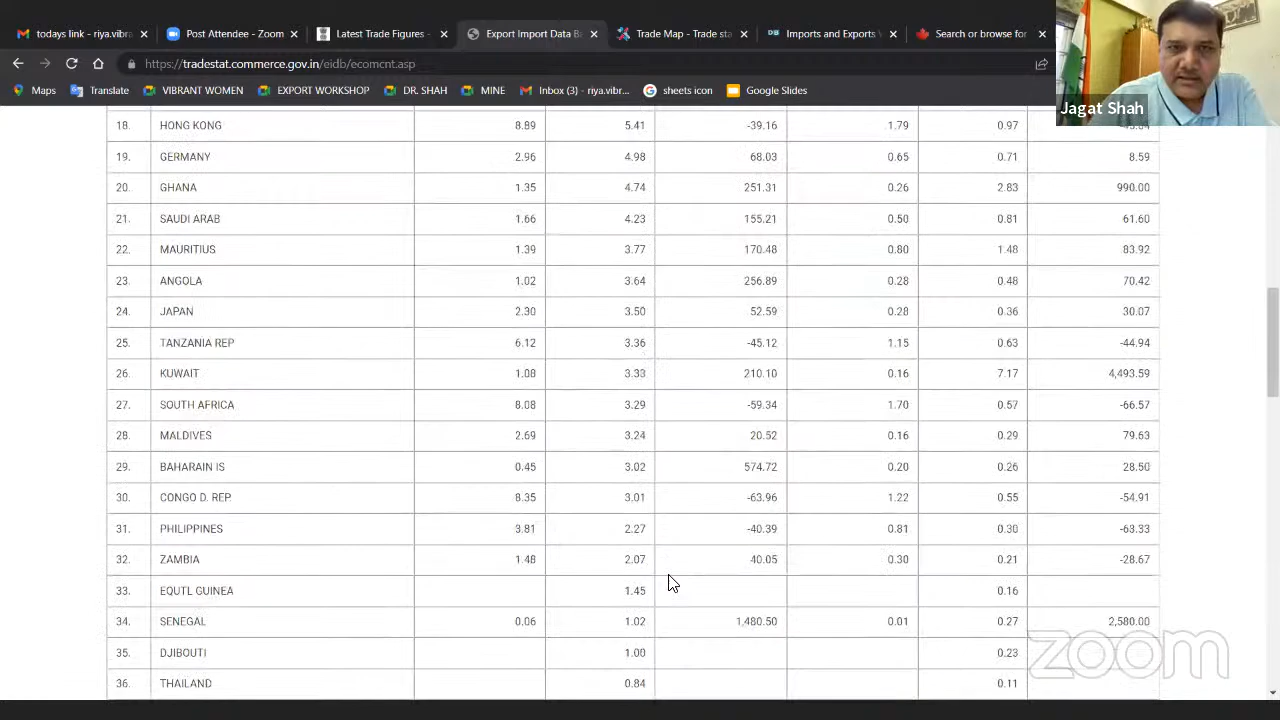 todays link - riya.vibra
Post Attendee - Zoom
Latest Trade Figures -
Export Import Data Ba
Trade Map - Trade sta
Imports and Exports V
Search or browse for
https://tradestat.commerce.gov.in/eidb/ecomcnt.asp
Maps Translate VIBRANT WOMEN EXPORT WORKSHOP DR. SHAH MINE Inbox (3) - riya.vibr... sheets icon Google Slides
Jagat Shah
18. HONG KONG 8.89 5.41 -39.16 1.79 0.97
19. GERMANY 2.96 4.98 68.03 0.65 0.71 8.59
20. GHANA 1.35 4.74 251.31 0.26 2.83 990.00
21. SAUDI ARAB 1.66 4.23 155.21 0.50 0.81 61.60
22. MAURITIUS 1.39 3.77 170.48 0.80 1.48 83.92
23. ANGOLA 1.02 3.64 256.89 0.28 0.48 70.42
24. JAPAN 2.30 3.50 52.59 0.28 0.36 30.07
25. TANZANIA REP 6.12 3.36 -45.12 1.15 0.63 -44.94
26. KUWAIT 1.08 3.33 210.10 0.16 7.17 4,493.59
27. SOUTH AFRICA 8.08 3.29 -59.34 1.70 0.57 -66.57
28. MALDIVES 2.69 3.24 20.52 0.16 0.29 79.63
29. BAHARAIN IS 0.45 3.02 574.72 0.20 0.26 28.50
30. CONGO D. REP. 8.35 3.01 -63.96 1.22 0.55 -54.91
31. PHILIPPINES 3.81 2.27 -40.39 0.81 0.30 -63.33
32. ZAMBIA 1.48 2.07 40.05 0.30 0.21 -28.67
33. EQUTL GUINEA 1.45 0.16
34. SENEGAL 0.06 1.02 1,480.50 0.01 0.27 2,580.00
35. DJIBOUTI 1.00 0.23
36. THAILAND 0.84 0.11
zoom